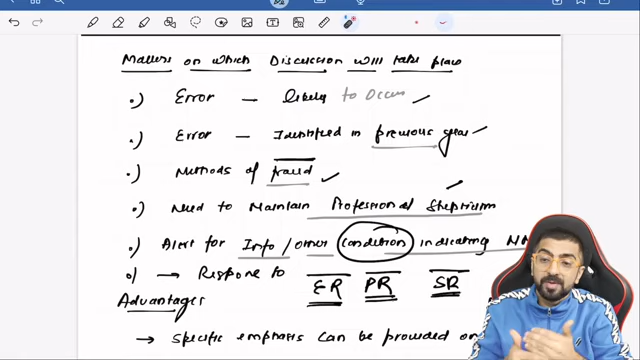 Matters on which Discussion will take place
.) Error — likely to occur
.) Error — Identified in previous year
.) Methods of fraud
.) Need to Maintain Professional Skepticism
.) Alert for Info / other condition indicating MM
.) → Respone to ER PR SR
Advantages
→ Specific emphasis can be provided on